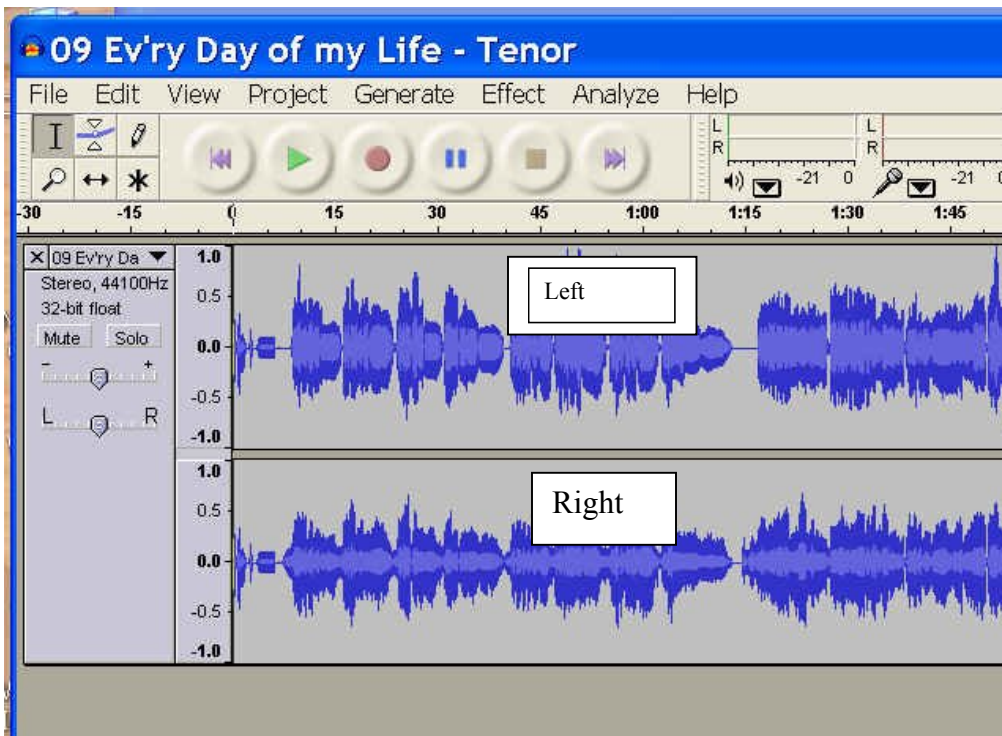 09 Ev'ry Day of my Life - Tenor
File Edit View Project Generate Effect Analyze Help
L
R
-21 0
L
R
-21 0
-30 -15 0 15 30 45 1:00 1:15 1:30 1:45
09 Ev'ry Da
Stereo, 44100Hz
32-bit float
Mute Solo
- +
L R
1.0
0.5
0.0
-0.5
-1.0
Left
1.0
0.5
0.0
-0.5
-1.0
Right